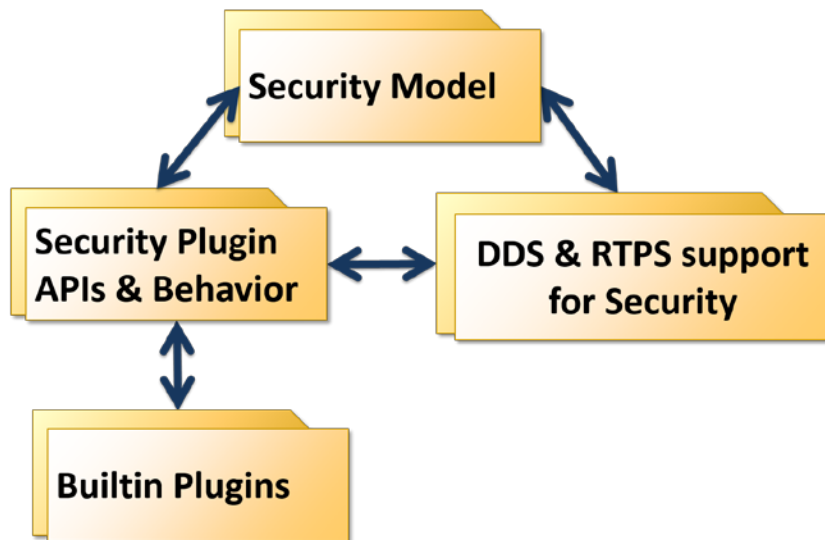 Security Model
Security Plugin
APIs & Behavior
DDS & RTPS support
for Security
Builtin Plugins